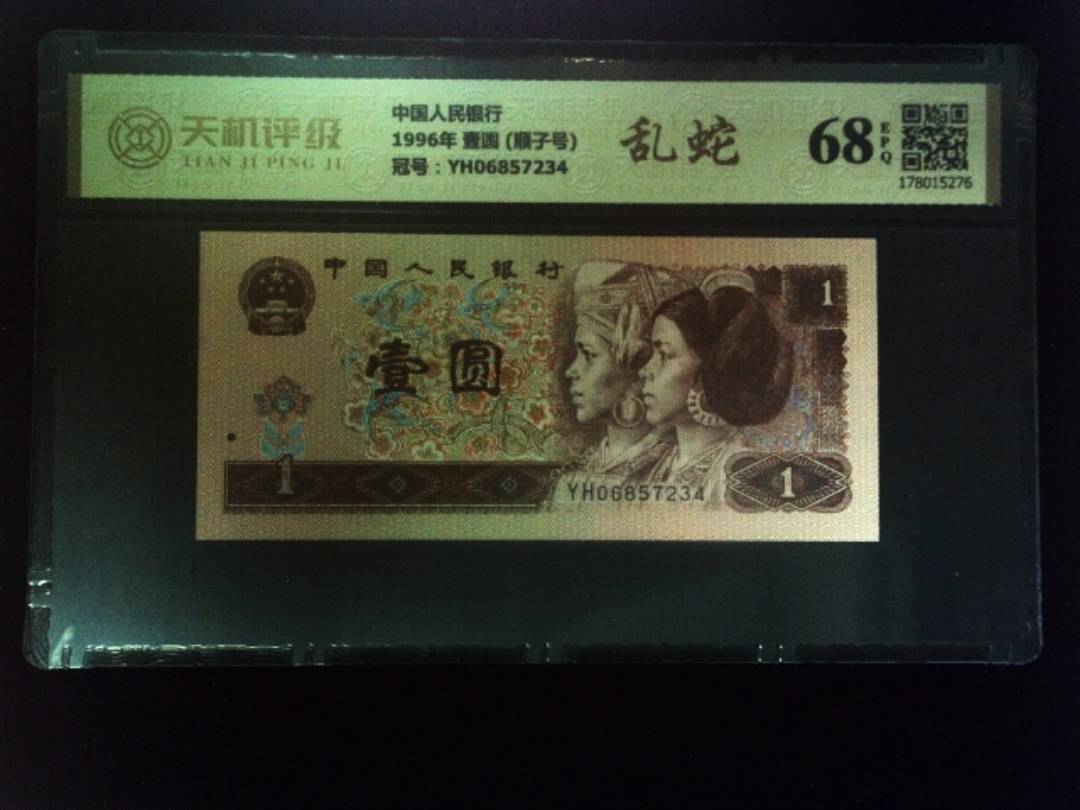 天机评级
TIAN JI PING JI
中国人民银行
1996年 壹圆 (顺子号)
冠号：YH06857234
乱蛇
68
EPQ
178015276
中国人民银行
1
壹圆
1
YH06857234
1